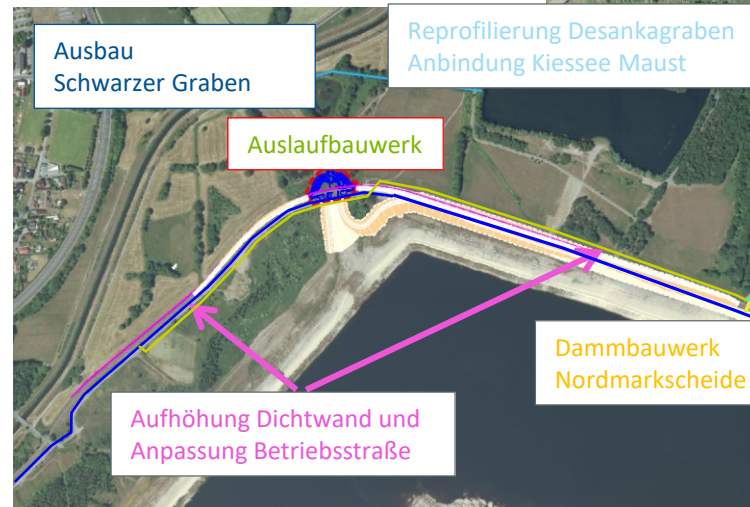 Ausbau
Schwarzer Graben
Reprofilierung Desankagraben
Anbindung Kiessee Maust
Auslaufbauwerk
Dammbauwerk
Nordmarkscheide
Aufhöhung Dichtwand und
Anpassung Betriebsstraße